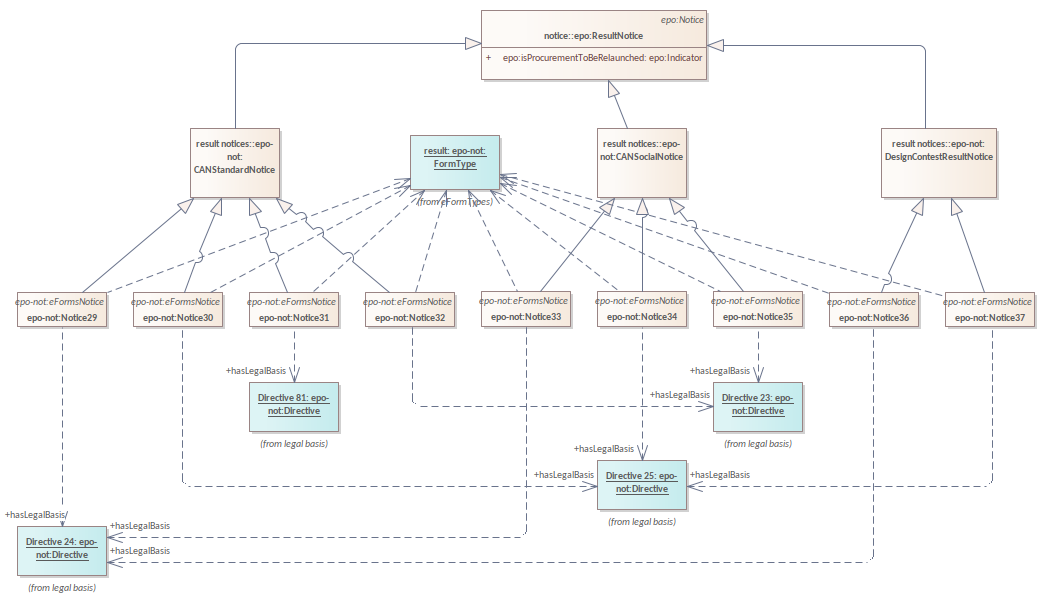 epo:Notice
notice::epo:ResultNotice
+ epo:isProcurementToBeRelaunched: epo:Indicator
result notices::epo-
not:
CANStandardNotice
result: epo-not:
FormType
(from eFormTypes)
result notices::epo-
not:CANSocialNotice
result notices::epo-not:
DesignContestResultNotice
epo-not:eFormsNotice
epo-not:Notice29
epo-not:eFormsNotice
epo-not:Notice30
epo-not:eFormsNotice
epo-not:Notice31
epo-not:eFormsNotice
epo-not:Notice32
epo-not:eFormsNotice
epo-not:Notice33
epo-not:eFormsNotice
epo-not:Notice34
epo-not:eFormsNotice
epo-not:Notice35
epo-not:eFormsNotice
epo-not:Notice36
epo-not:eFormsNotice
epo-not:Notice37
+hasLegalBasis
Directive 81: epo-
not:Directive
(from legal basis)
+hasLegalBasis
+hasLegalBasis
Directive 23: epo-
not:Directive
(from legal basis)
+hasLegalBasis
+hasLegalBasis
+hasLegalBasis
Directive 25: epo-
not:Directive
(from legal basis)
+hasLegalBasis/
+hasLegalBasis
+hasLegalBasis
Directive 24: epo-
not:Directive
(from legal basis)